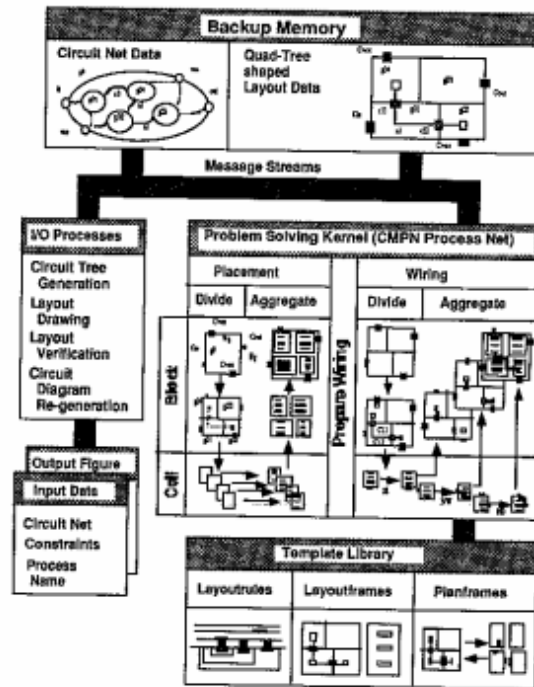 Backup Memory
Circuit Net Data
Quad-Tree
shaped
Layout Data
Message Streams
I/O Processes
Circuit Tree
Generation
Layout
Drawing
Layout
Verification
Circuit
Diagram
Re-generation
Output Figure
Input Data
Circuit Net
Constraints
Process
Name
Problem Solving Kernel (CMPN Process Net)
Placement
Wiring
Divide
Aggregate
Divide
Aggregate
Block
Prepare Wiring
Cell
Template Library
Layoutrules
Layoutframes
Planframes